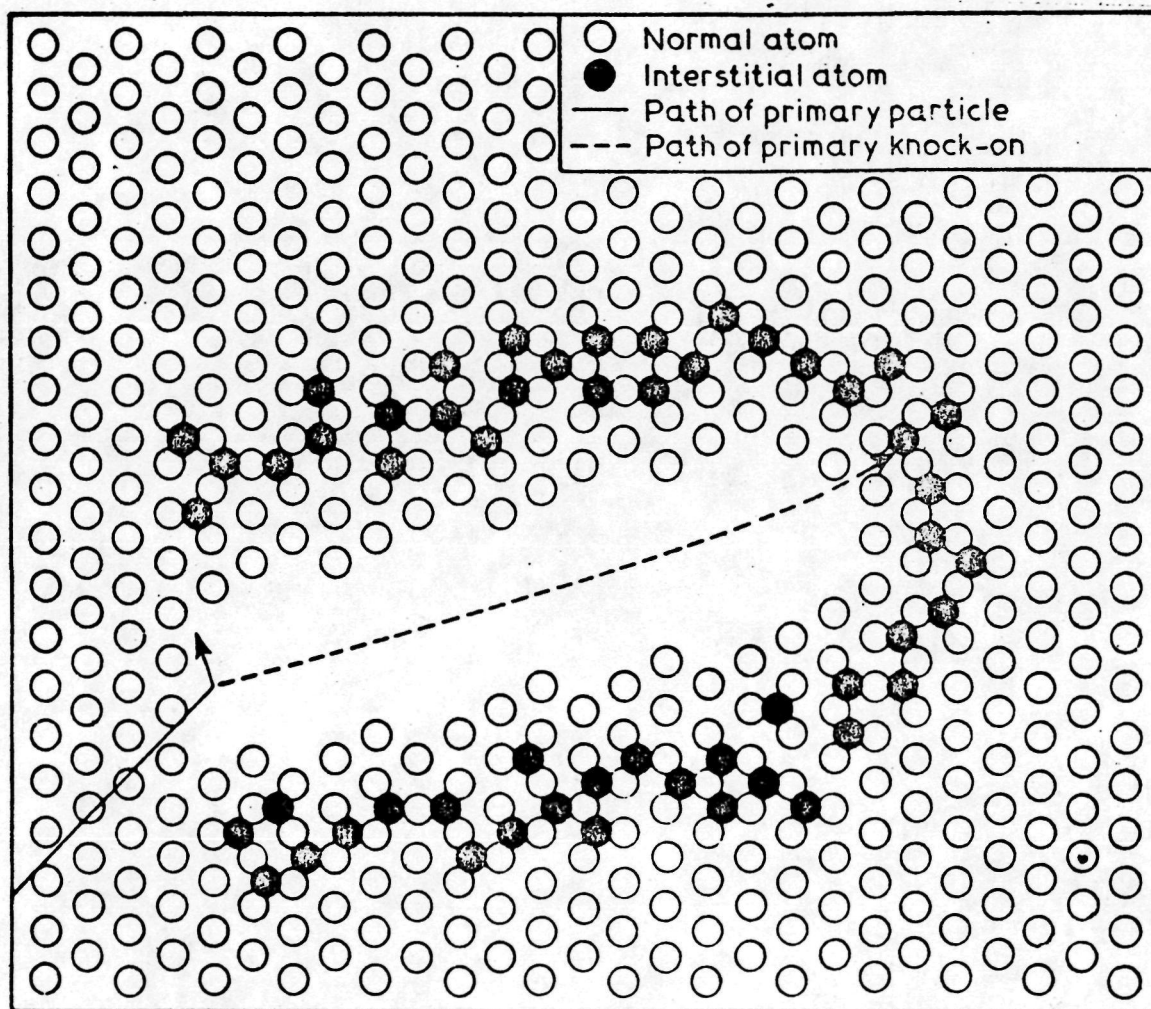 Normal atom
Interstitial atom
Path of primary particle
Path of primary knock-on